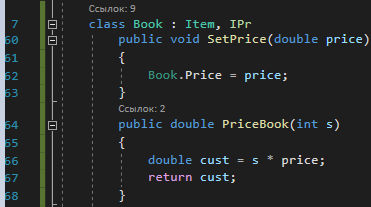 Ссылок: 9
7 class Book : Item, IPr
60 public void SetPrice(double price)
61 {
62 Book.Price = price;
63 }
Ссылок: 2
64 public double PriceBook(int s)
65 {
66 double cust = s * price;
67 return cust;
68 }